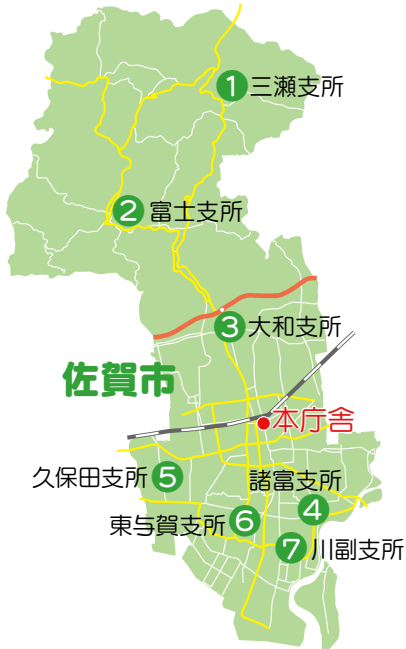 1 三瀬支所
2 富士支所
3 大和支所
佐賀市
本庁舎
久保田支所 5
諸富支所
4
東与賀支所 6
7 川副支所